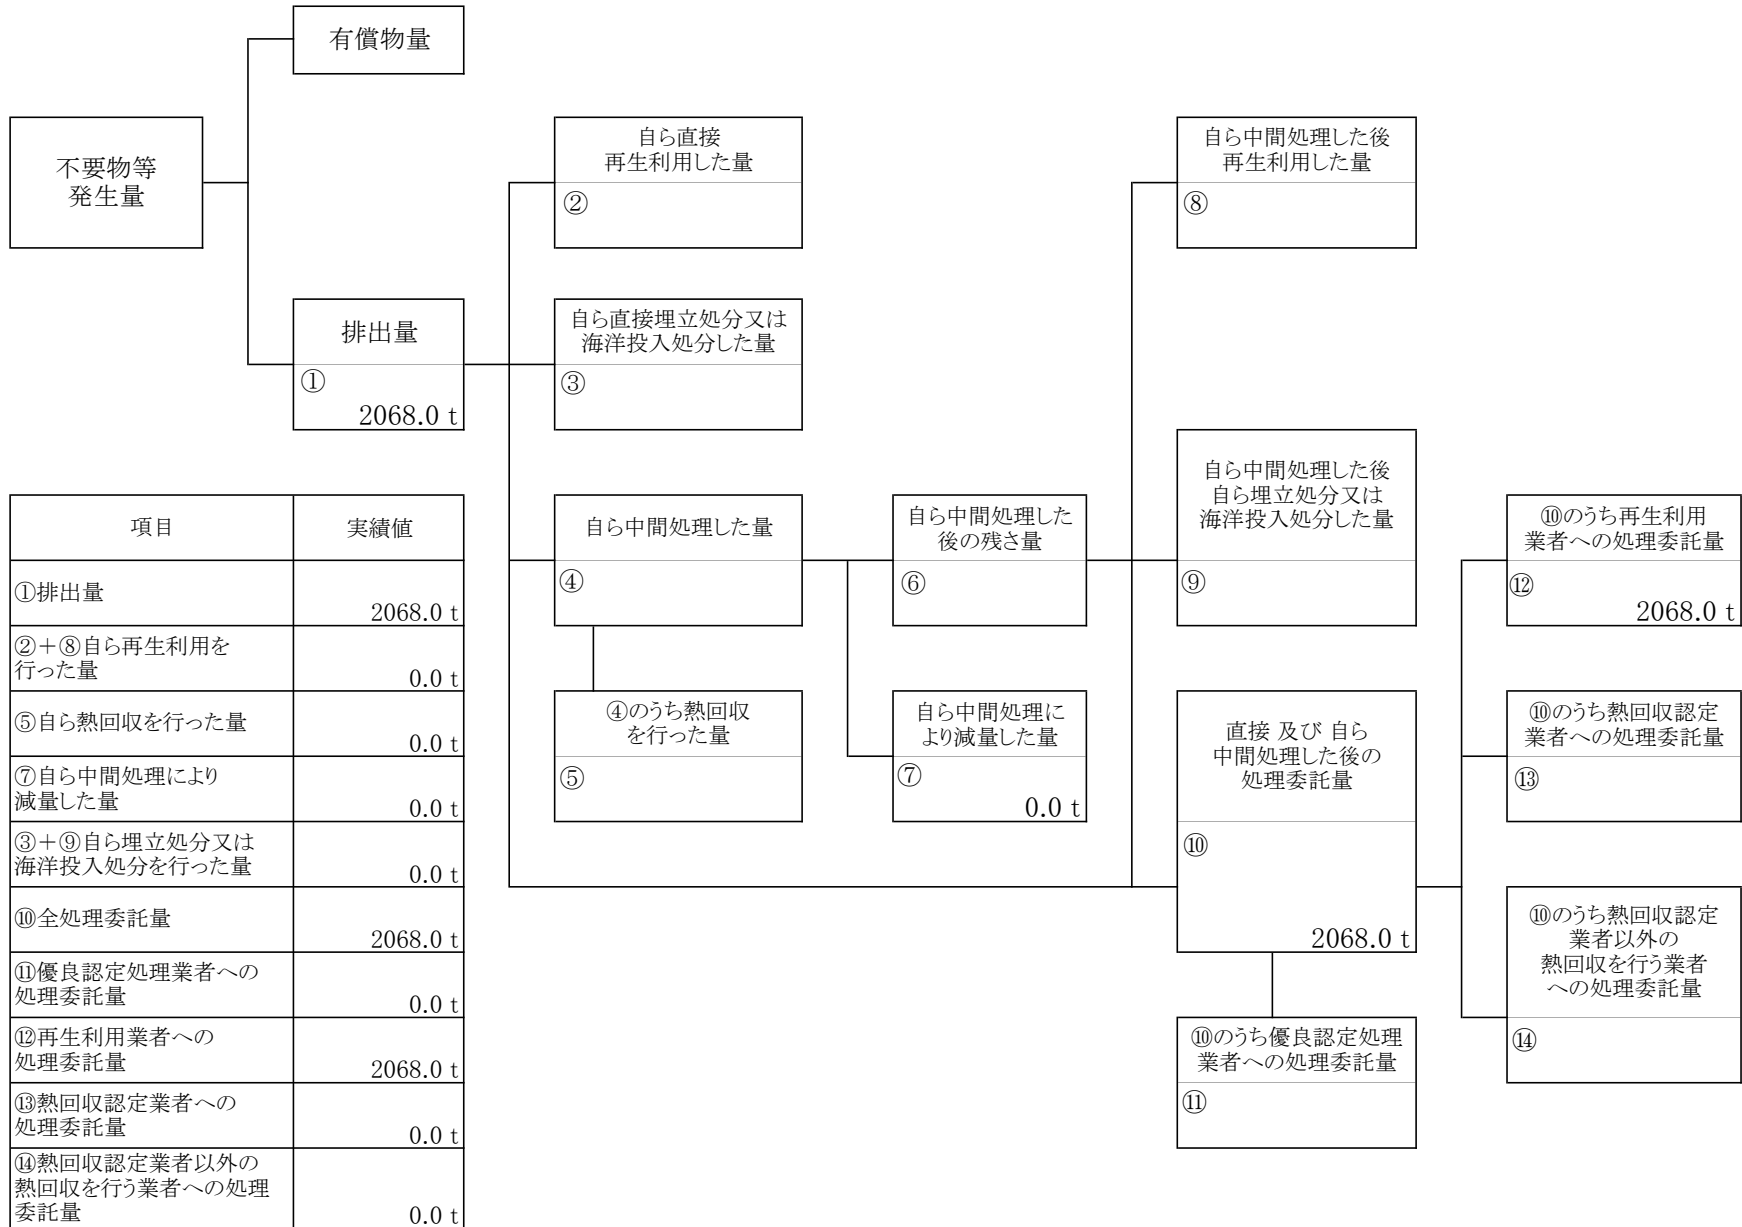 有償物量
不要物等
発生量
排出量
①
2068.0 t
自ら直接
再生利用した量
②
自ら直接埋立処分又は
海洋投入処分した量
③
自ら中間処理した量
④
④のうち熱回収
を行った量
⑤
自ら中間処理した
後の残さ量
⑥
自ら中間処理に
より減量した量
⑦
0.0 t
自ら中間処理した後
再生利用した量
⑧
自ら中間処理した後
自ら埋立処分又は
海洋投入処分した量
⑨
直接 及び 自ら
中間処理した後の
処理委託量
⑩
2068.0 t
⑩のうち優良認定処理
業者への処理委託量
⑪
⑩のうち再生利用
業者への処理委託量
⑫
2068.0 t
⑩のうち熱回収認定
業者への処理委託量
⑬
⑩のうち熱回収認定
業者以外の
熱回収を行う業者
への処理委託量
⑭
項目 実績値
①排出量
2068.0 t
②＋⑧自ら再生利用を
行った量
0.0 t
⑤自ら熱回収を行った量
0.0 t
⑦自ら中間処理により
減量した量
0.0 t
③＋⑨自ら埋立処分又は
海洋投入処分を行った量
0.0 t
⑩全処理委託量
2068.0 t
⑪優良認定処理業者への
処理委託量
0.0 t
⑫再生利用業者への
処理委託量
2068.0 t
⑬熱回収認定業者への
処理委託量
0.0 t
⑭熱回収認定業者以外の
熱回収を行う業者への処理
委託量
0.0 t